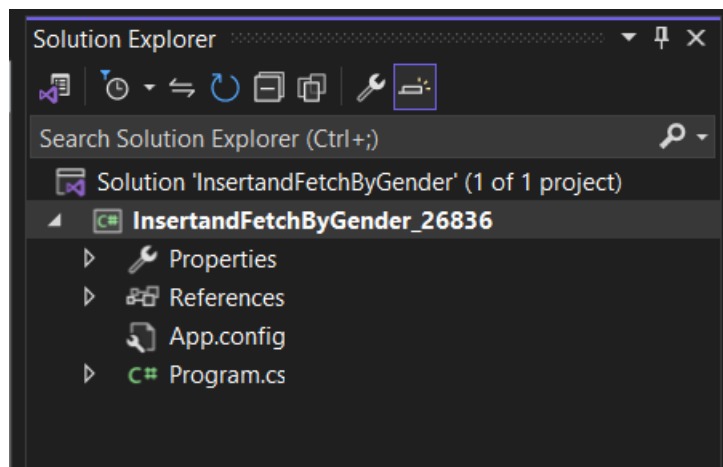 Solution Explorer
Search Solution Explorer (Ctrl+;)
Solution 'InsertandFetchByGender' (1 of 1 project)
C# InsertandFetchByGender_26836
Properties
References
App.config
C# Program.cs